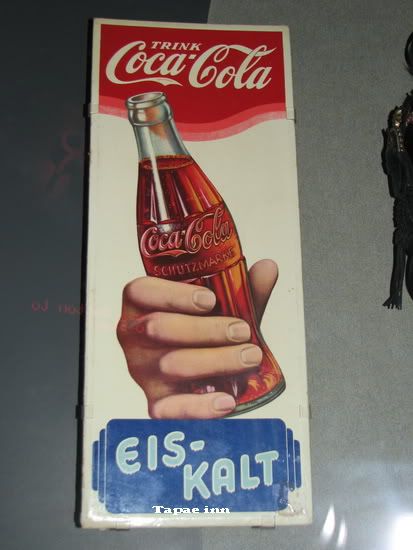 TRINK
Coca-Cola
Coca-Cola
SCHUTZMARKE
EIS-
KALT
Tapae inn